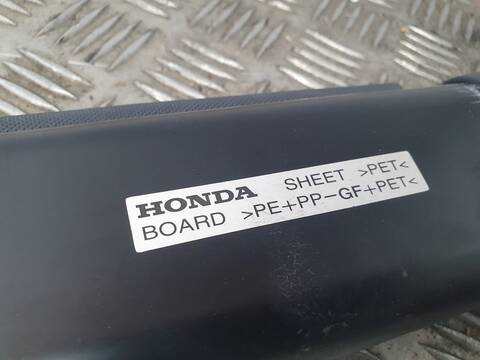 HONDA SHEET >PET<
BOARD >PE+PP-GF+PET<